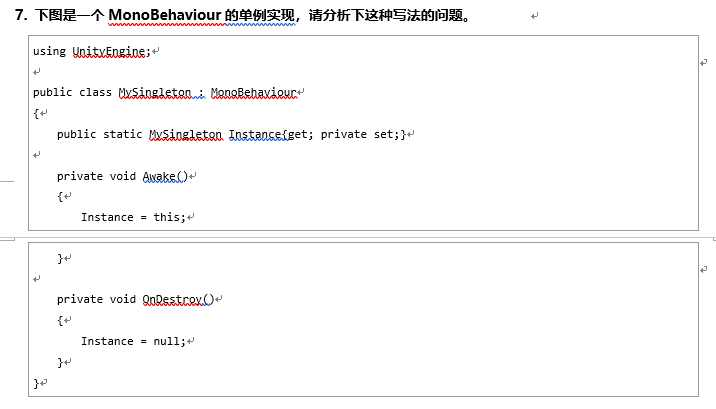 7. 下图是一个 MonoBehaviour 的单例实现，请分析下这种写法的问题。
using UnityEngine;
public class MySingleton : MonoBehaviour
{
public static MySingleton Instance{get; private set;}
private void Awake()
{
Instance = this;
}
private void OnDestroy()
{
Instance = null;
}
}